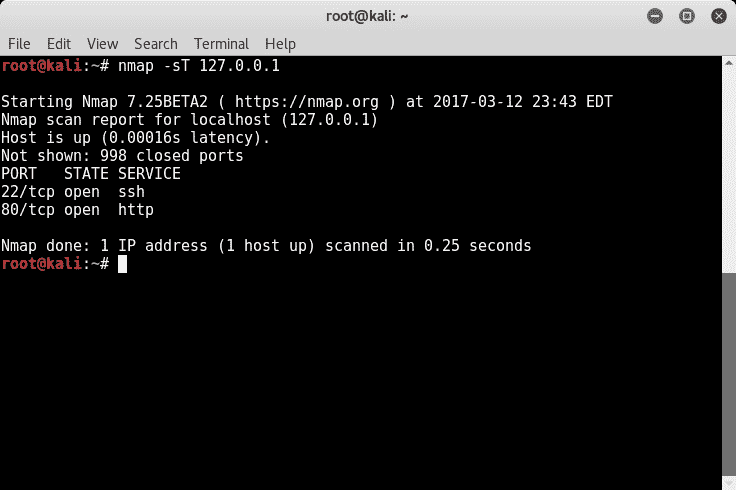 root@kali: ~
File Edit View Search Terminal Help
root@kali:~# nmap -sT 127.0.0.1
Starting Nmap 7.25BETA2 ( https://nmap.org ) at 2017-03-12 23:43 EDT
Nmap scan report for localhost (127.0.0.1)
Host is up (0.00016s latency).
Not shown: 998 closed ports
PORT   STATE SERVICE
22/tcp open  ssh
80/tcp open  http
Nmap done: 1 IP address (1 host up) scanned in 0.25 seconds
root@kali:~#